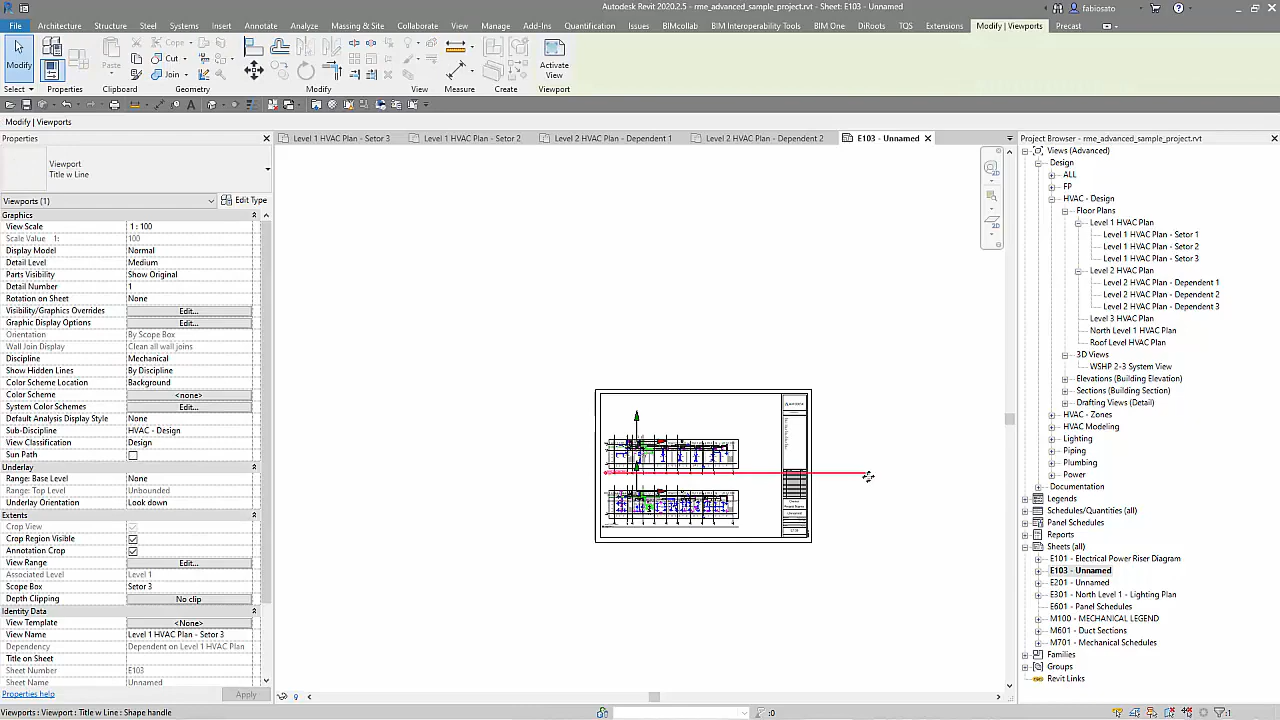 Autodesk Revit 2020.2.5 - rme_advanced_sample_project.rvt - Sheet: E103 - Unnamed
fabiosato
File Architecture Structure Steel Systems Insert Annotate Analyze Massing & Site Collaborate View Manage Add-Ins Quantification Issues BIMcollab BIM Interoperability Tools BIM One DiRoots TQS Extensions Modify | Viewports Precast
Modify
Paste
Cope
Cut
Join
Activate
View
Select Properties Clipboard Geometry Modify View Measure Create Viewport
Modify | Viewports
Properties
Level 1 HVAC Plan - Setor 3
Level 1 HVAC Plan - Setor 2
Level 2 HVAC Plan - Dependent 1
Level 2 HVAC Plan - Dependent 2
E103 - Unnamed
Viewport
Title w Line
Viewports (1)
Edit Type
Graphics
View Scale 1 : 100
Scale Value 1: 100
Display Model Normal
Detail Level Medium
Parts Visibility Show Original
Detail Number 1
Rotation on Sheet None
Visibility/Graphics Overrides Edit...
Graphic Display Options Edit...
Orientation By Scope Box
Wall Join Display Clean all wall joins
Discipline Mechanical
Show Hidden Lines By Discipline
Color Scheme Location Background
Color Scheme <none>
System Color Schemes Edit...
Default Analysis Display Style None
Sub-Discipline HVAC - Design
View Classification Design
Sun Path
Underlay
Range: Base Level None
Range: Top Level Unbounded
Underlay Orientation Look down
Extents
Crop View
Crop Region Visible
Annotation Crop
View Range Edit...
Associated Level Level 1
Scope Box Setor 3
Depth Clipping No clip
Identity Data
View Template <None>
View Name Level 1 HVAC Plan - Setor 3
Dependency Dependent on Level 1 HVAC Plan
Title on Sheet
Sheet Number E103
Sheet Name Unnamed
Properties help
Apply
Project Browser - rme_advanced_sample_project.rvt
Views (Advanced)
Design
ALL
FP
HVAC - Design
Floor Plans
Level 1 HVAC Plan
Level 1 HVAC Plan - Setor 1
Level 1 HVAC Plan - Setor 2
Level 1 HVAC Plan - Setor 3
Level 2 HVAC Plan
Level 2 HVAC Plan - Dependent 1
Level 2 HVAC Plan - Dependent 2
Level 2 HVAC Plan - Dependent 3
Level 3 HVAC Plan
North Level 1 HVAC Plan
Roof Level HVAC Plan
3D Views
WSHP 2-3 System View
Elevations (Building Elevation)
Sections (Building Section)
Drafting Views (Detail)
HVAC - Zones
HVAC Modeling
Lighting
Piping
Plumbing
Power
Documentation
Legends
Schedules/Quantities (all)
Panel Schedules
Reports
Sheets (all)
E101 - Electrical Power Riser Diagram
E103 - Unnamed
E201 - Unnamed
E301 - North Level 1 - Lighting Plan
E601 - Panel Schedules
M100 - MECHANICAL LEGEND
M601 - Duct Sections
M701 - Mechanical Schedules
Families
Groups
Revit Links
Viewports : Viewport : Title w Line : Shape handle
:0
:1